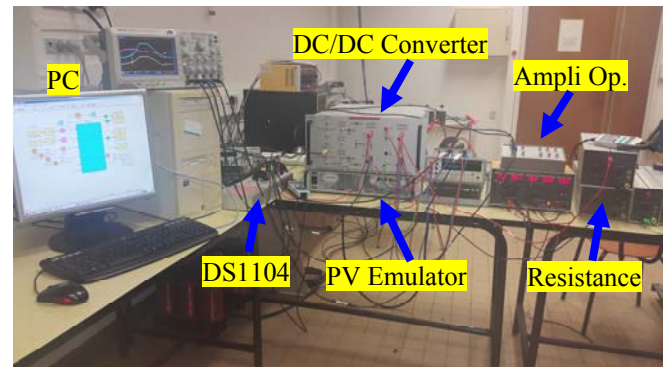 DC/DC Converter
PC
Ampli Op.
DS1104
PV Emulator
Resistance